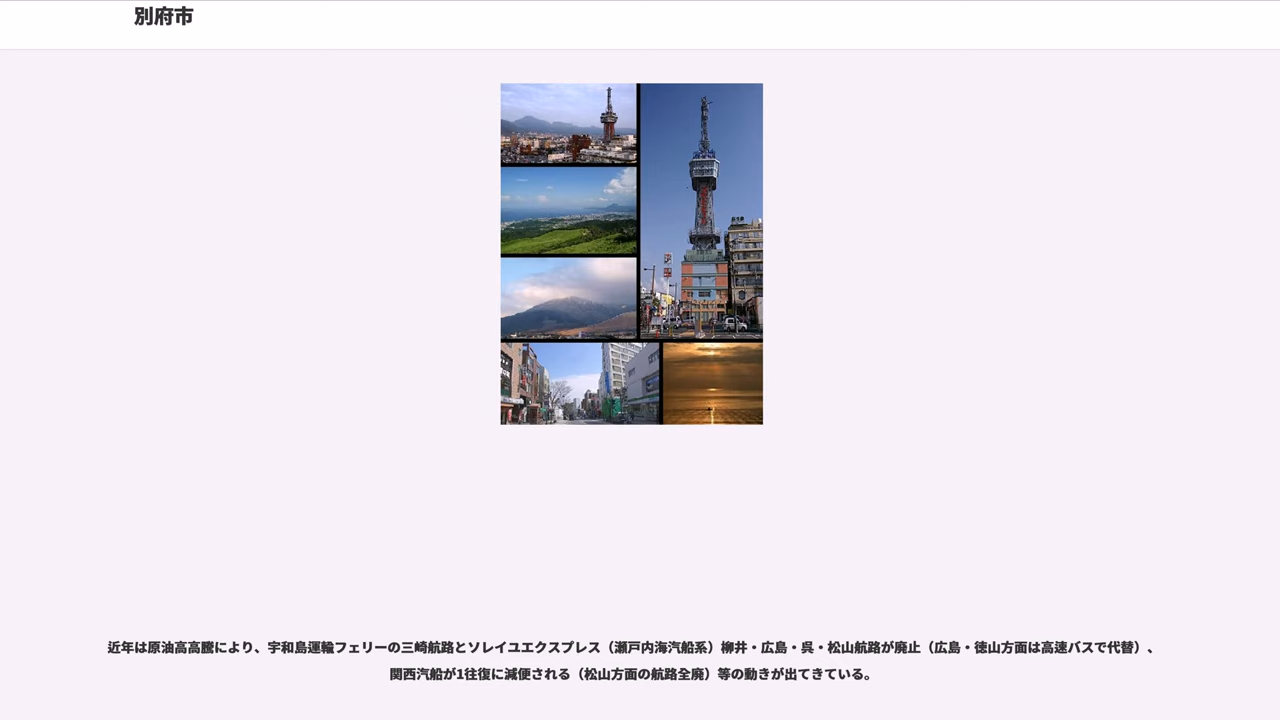 別府市
近年は原油高高騰により、宇和島運輸フェリーの三崎航路とソレイユエクスプレス（瀬戸内海汽船系）柳井・広島・呉・松山航路が廃止（広島・徳山方面は高速バスで代替）、
関西汽船が1往復に減便される（松山方面の航路全廃）等の動きが出てきている。